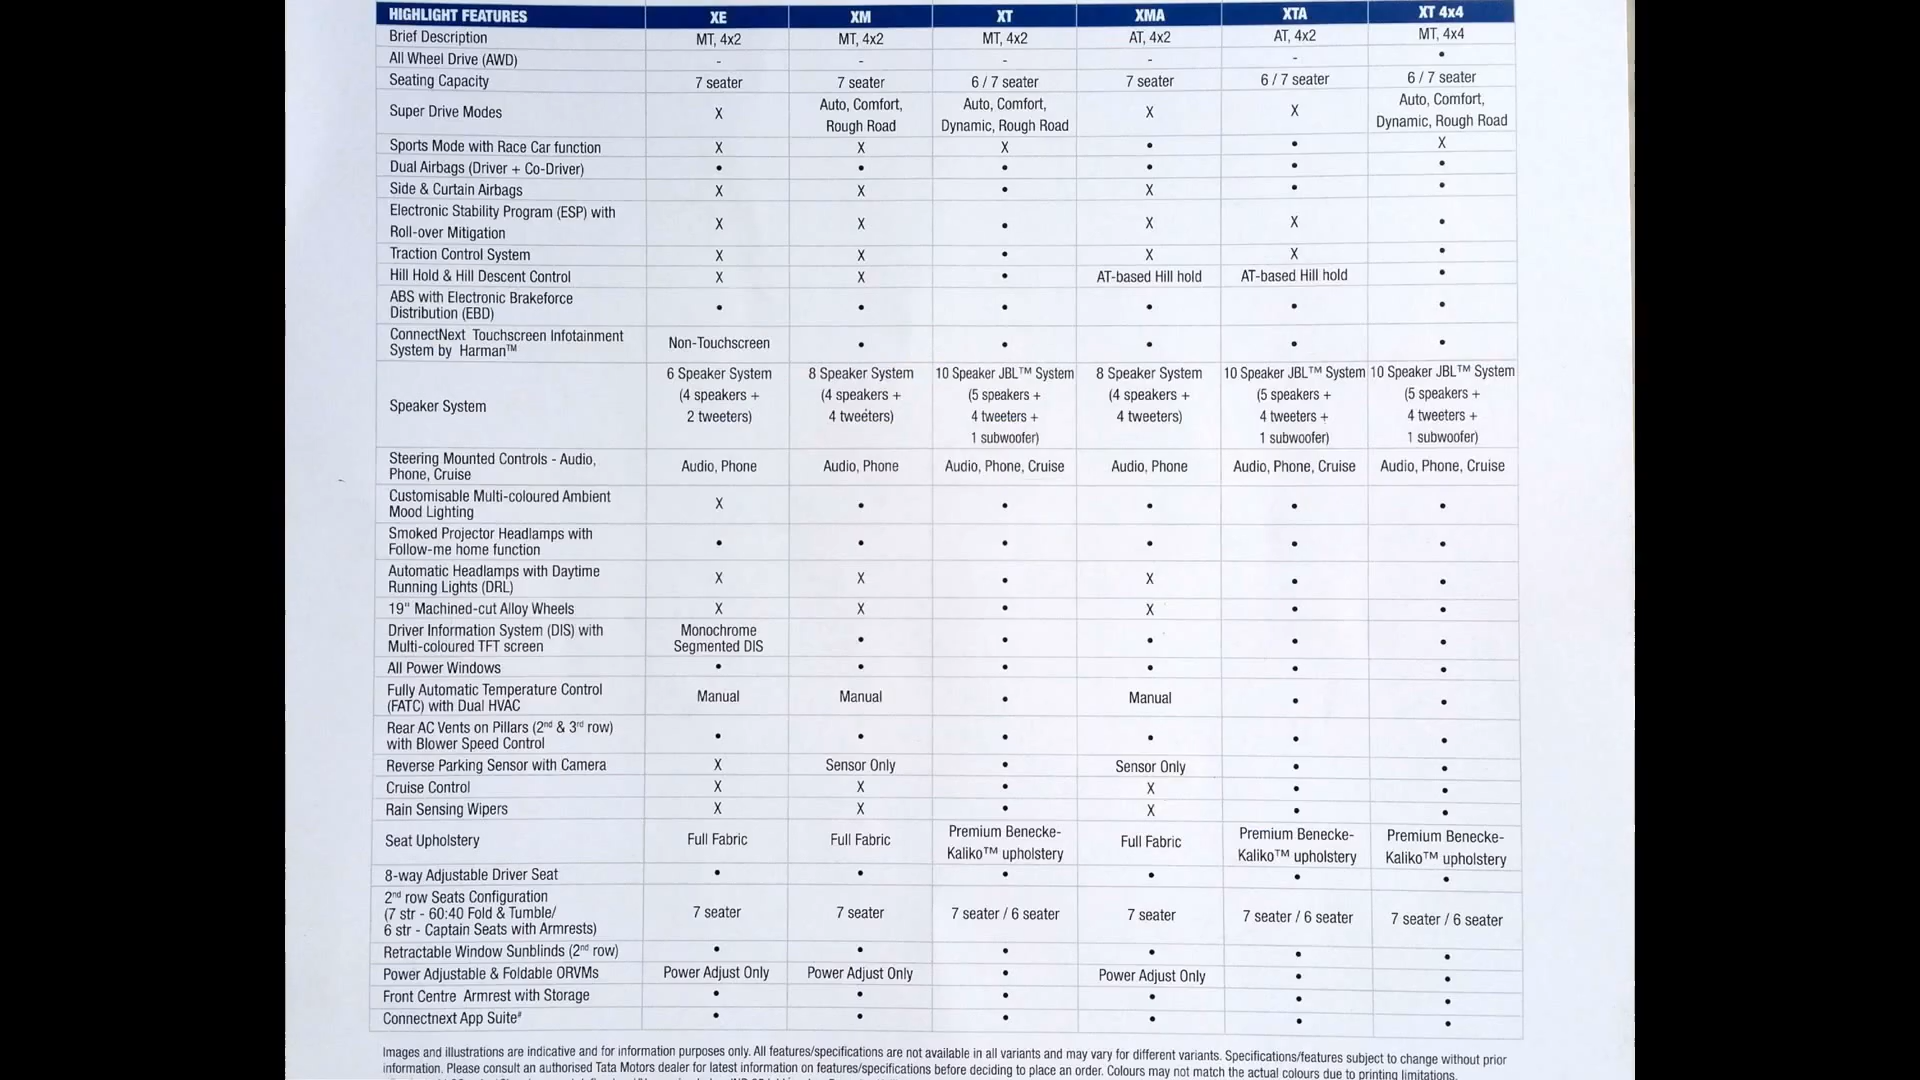 HIGHLIGHT FEATURES XE XM XT XMA XTA XT 4x4
Brief Description MT, 4x2 MT, 4x2 MT, 4x2 AT, 4x2 AT, 4x2 MT, 4x4
All Wheel Drive (AWD) - - - - - •
Seating Capacity 7 seater 7 seater 6 / 7 seater 7 seater 6 / 7 seater 6 / 7 seater
Super Drive Modes X Auto, Comfort, Rough Road Auto, Comfort, Dynamic, Rough Road X X Auto, Comfort, Dynamic, Rough Road
Sports Mode with Race Car function X X X • • X
Dual Airbags (Driver + Co-Driver) • • • • • •
Side & Curtain Airbags X X • X • •
Electronic Stability Program (ESP) with
Roll-over Mitigation X X • X X •
Traction Control System X X • X X •
Hill Hold & Hill Descent Control X X • AT-based Hill hold AT-based Hill hold •
ABS with Electronic Brakeforce
Distribution (EBD) • • • • • •
ConnectNext Touchscreen Infotainment
System by Harman™ Non-Touchscreen • • • • •
Speaker System
6 Speaker System 8 Speaker System 10 Speaker JBL™ System 8 Speaker System 10 Speaker JBL™ System 10 Speaker JBL™ System
(4 speakers + (4 speakers + (5 speakers + (4 speakers + (5 speakers + (5 speakers +
2 tweeters) 4 tweeters) 4 tweeters + 4 tweeters) 4 tweeters + 4 tweeters +
1 subwoofer) 1 subwoofer) 1 subwoofer)
Steering Mounted Controls - Audio,
Phone, Cruise Audio, Phone Audio, Phone Audio, Phone, Cruise Audio, Phone Audio, Phone, Cruise Audio, Phone, Cruise
Customisable Multi-coloured Ambient
Mood Lighting X • • • • •
Smoked Projector Headlamps with
Follow-me home function • • • • • •
Automatic Headlamps with Daytime
Running Lights (DRL) X X • X • •
19" Machined-cut Alloy Wheels X X • X • •
Driver Information System (DIS) with Monochrome
Multi-coloured TFT screen Segmented DIS • • • • •
All Power Windows • • • • • •
Fully Automatic Temperature Control
(FATC) with Dual HVAC Manual Manual • Manual • •
Rear AC Vents on Pillars (2nd & 3rd row)
with Blower Speed Control • • • • • •
Reverse Parking Sensor with Camera X Sensor Only • Sensor Only • •
Cruise Control X X • X • •
Rain Sensing Wipers X X • X • •
Seat Upholstery Full Fabric Full Fabric Premium Benecke-Kaliko™ upholstery Full Fabric Premium Benecke-Kaliko™ upholstery Premium Benecke-Kaliko™ upholstery
8-way Adjustable Driver Seat • • • • • •
2nd row Seats Configuration
(7 str - 60:40 Fold & Tumble/ 7 seater 7 seater 7 seater / 6 seater 7 seater 7 seater / 6 seater 7 seater / 6 seater
6 str - Captain Seats with Armrests)
Retractable Window Sunblinds (2nd row) • • • • • •
Power Adjustable & Foldable ORVMs Power Adjust Only Power Adjust Only • Power Adjust Only • •
Front Centre Armrest with Storage • • • • • •
Connectnext App Suite# • • • • • •
Images and illustrations are indicative and for information purposes only. All features/specifications are not available in all variants and may vary for different variants. Specifications/features subject to change without prior
information. Please consult an authorised Tata Motors dealer for latest information on features/specifications before deciding to place an order. Colours may not match the actual colours due to printing limitations.